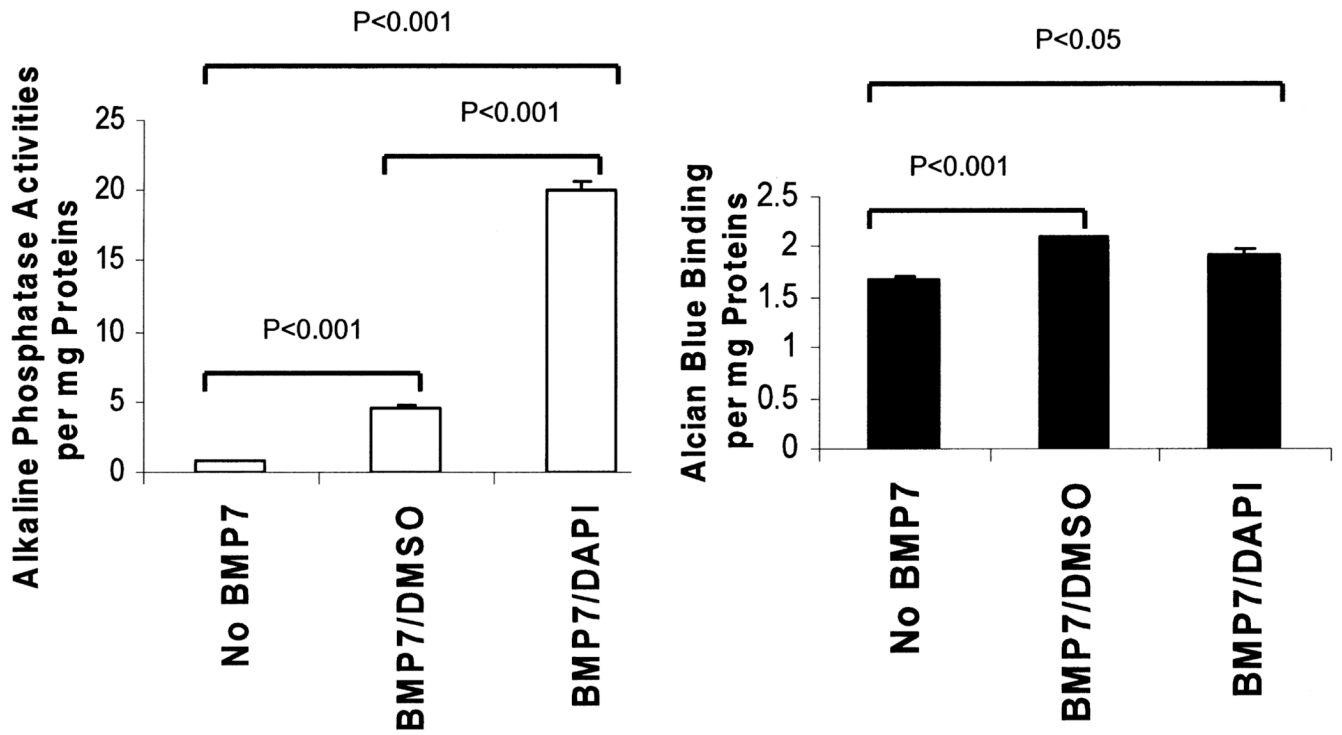 P<0.001
P<0.001
P<0.001
Alkaline Phosphatase Activities
per mg Proteins
25
20
15
10
5
0
No BMP7
BMP7/DMSO
BMP7/DAPI
P<0.05
P<0.001
Alcian Blue Binding
per mg Proteins
2.5
2
1.5
1
0.5
0
No BMP7
BMP7/DMSO
BMP7/DAPI